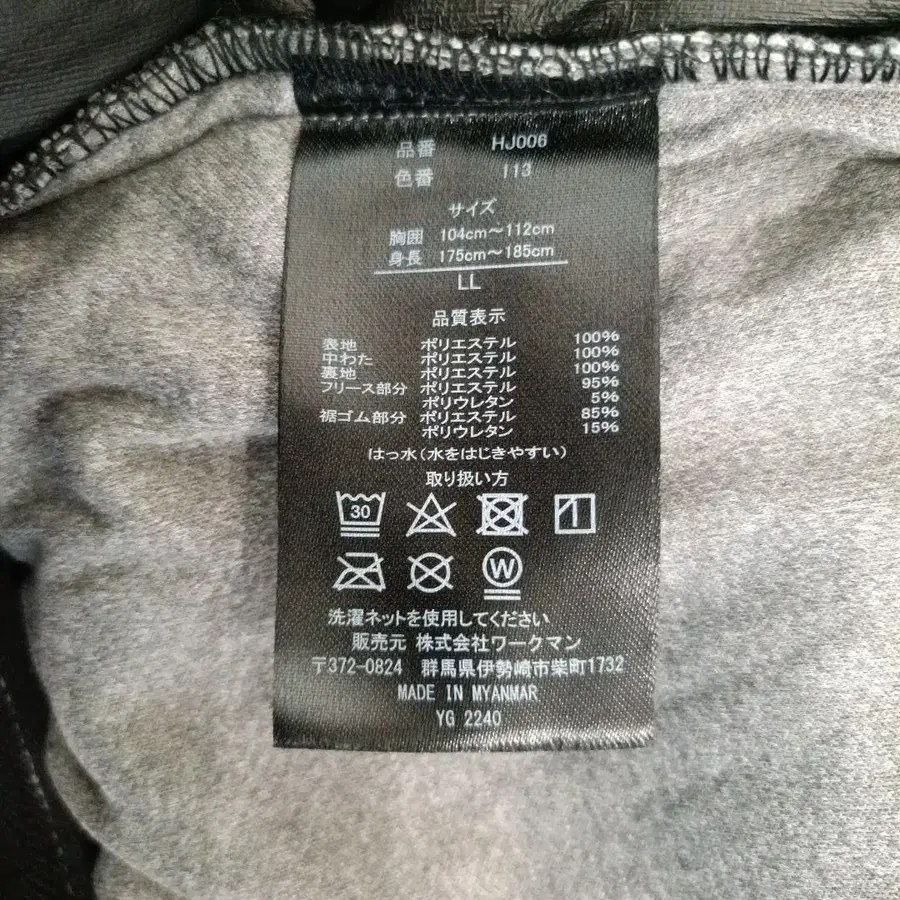 品番 HJ006
色番 113
サイズ
胸囲 104cm～112cm
身長 175cm～185cm
LL
品質表示
表地 ポリエステル 100%
中わた ポリエステル 100%
裏地 ポリエステル 100%
フリース部分 ポリエステル 95%
ポリウレタン 5%
裾ゴム部分 ポリエステル 85%
ポリウレタン 15%
はっ水(水をはじきやすい)
取り扱い方
30
W
洗濯ネットを使用してください
販売元 株式会社ワークマン
〒372-0824 群馬県伊勢崎市柴町1732
MADE IN MYANMAR
YG 2240